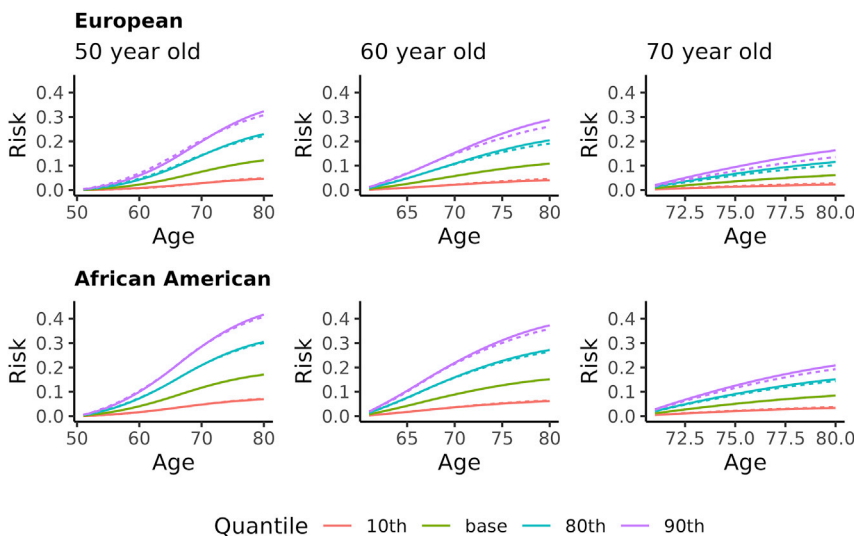 European
50 year old 60 year old 70 year old
Risk 0.4 0.3 0.2 0.1 0.0 Risk 0.4 0.3 0.2 0.1 0.0 Risk 0.4 0.3 0.2 0.1 0.0
50 60 70 80 65 70 75 80 72.5 75.0 77.5 80.0
Age Age Age
African American
Risk 0.4 0.3 0.2 0.1 0.0 Risk 0.4 0.3 0.2 0.1 0.0 Risk 0.4 0.3 0.2 0.1 0.0
50 60 70 80 65 70 75 80 72.5 75.0 77.5 80.0
Age Age Age
Quantile 10th base 80th 90th